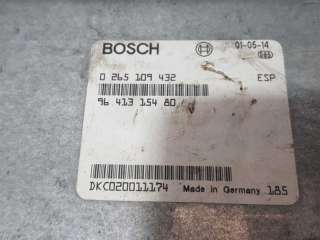 BOSCH 01-05-14
0 265 109 432 ESP
96 413 154 80
DKC020011174 Made in Germany 185